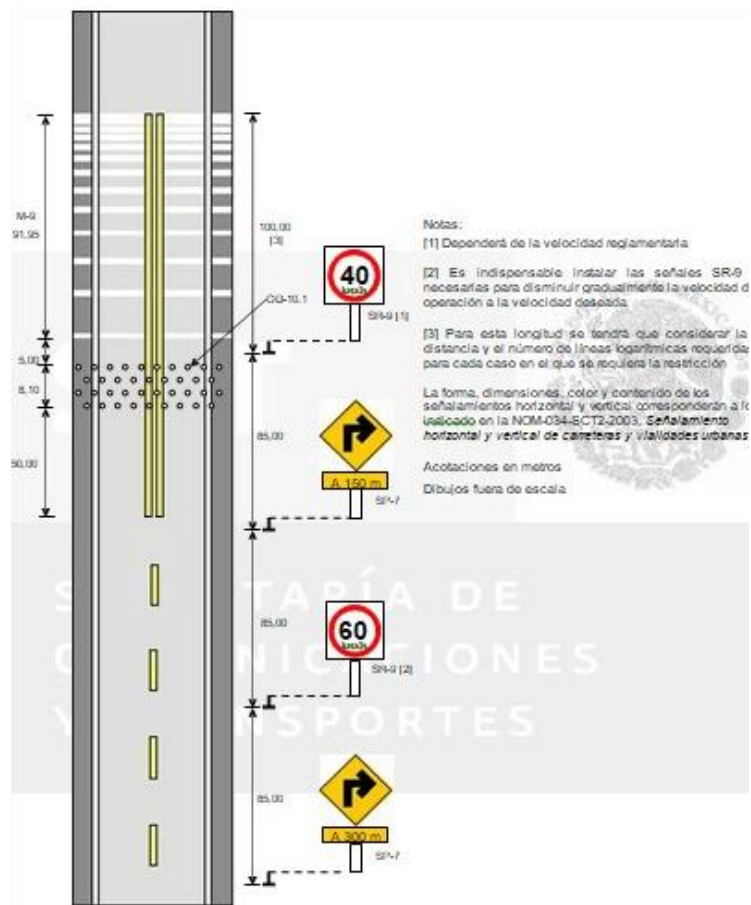 M-9
91,95
5,00
8,10
50,00
100,00
[3]
OD-10.1
85,00
85,00
85,00
40
km/h
SR-9 [1]
A 150 m
SP-7
60
km/h
SR-9 [2]
A 300 m
SP-7
Notas:
[1] Dependerá de la velocidad reglamentaria
[2] Es indispensable instalar las señales SR-9
necesarias para disminuir gradualmente la velocidad d
operación a la velocidad deseada
[3] Para esta longitud se tendrá que considerar la
distancia y el número de líneas logarítmicas requeridas
para cada caso en el que se requiera la restricción
La forma, dimensiones, color y contenido de los
señalamientos horizontal y vertical corresponderán a lo
indicado en la NOM-034-SCT2-2003, Señalamiento
horizontal y vertical de carreteras y vialidades urbanas
Acotaciones en metros
Dibujos fuera de escala
S TARÍA DE
NICACIONES
Y NSPORTES